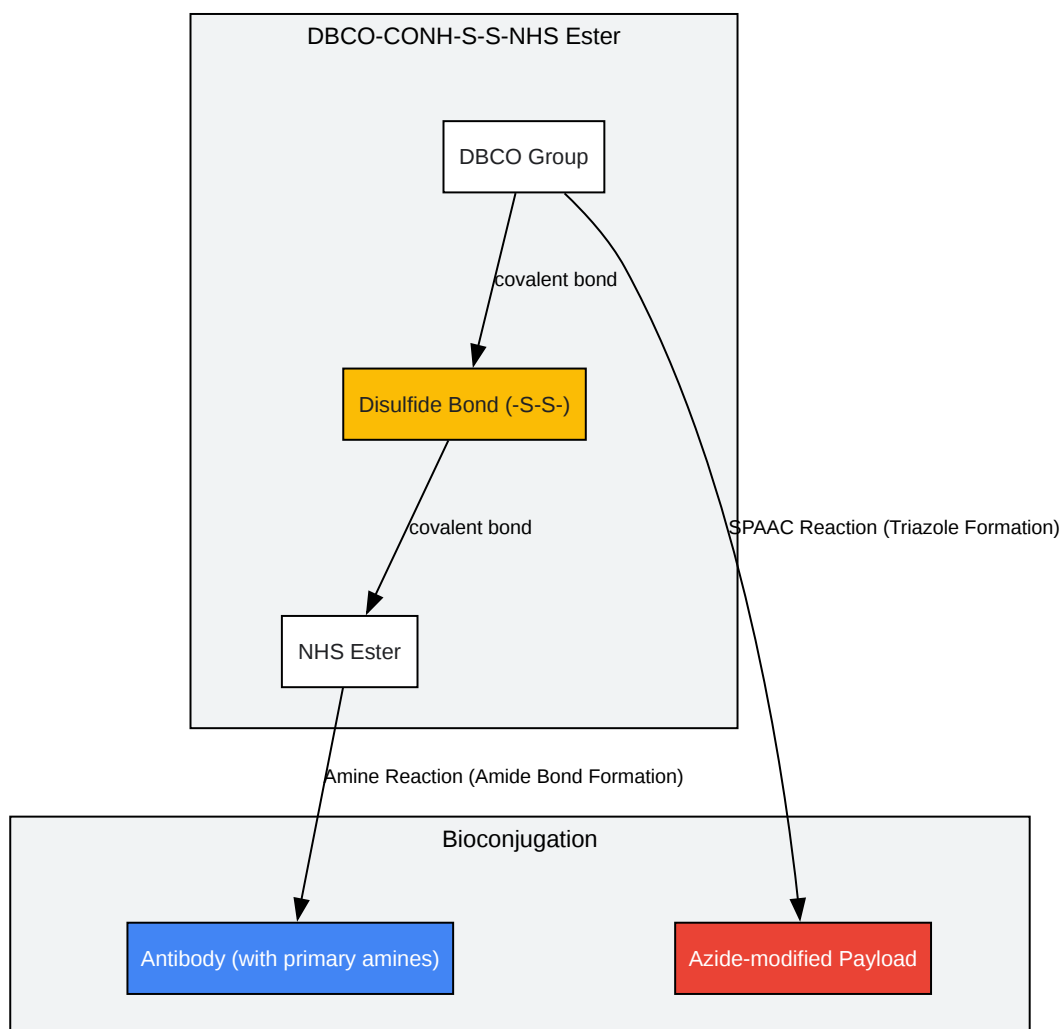 DBCO-CONH-S-S-NHS Ester
DBCO Group
covalent bond
Disulfide Bond (-S-S-)
covalent bond
SPAAC Reaction (Triazole Formation)
NHS Ester
Amine Reaction (Amide Bond Formation)
Bioconjugation
Antibody (with primary amines)
Azide-modified Payload